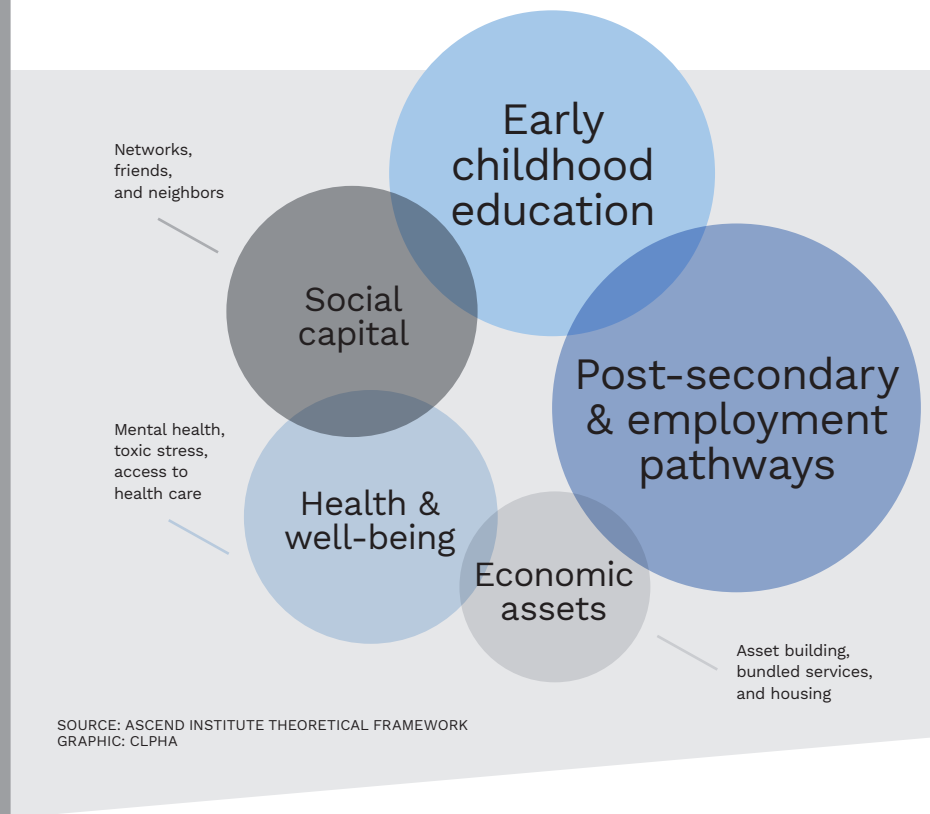 Early
childhood
education
Networks,
friends,
and neighbors
Social
capital
Post-secondary
& employment
pathways
Mental health,
toxic stress,
access to
health care
Health &
well-being
Economic
assets
Asset building,
bundled services,
and housing
SOURCE: ASCEND INSTITUTE THEORETICAL FRAMEWORK
GRAPHIC: CLPHA